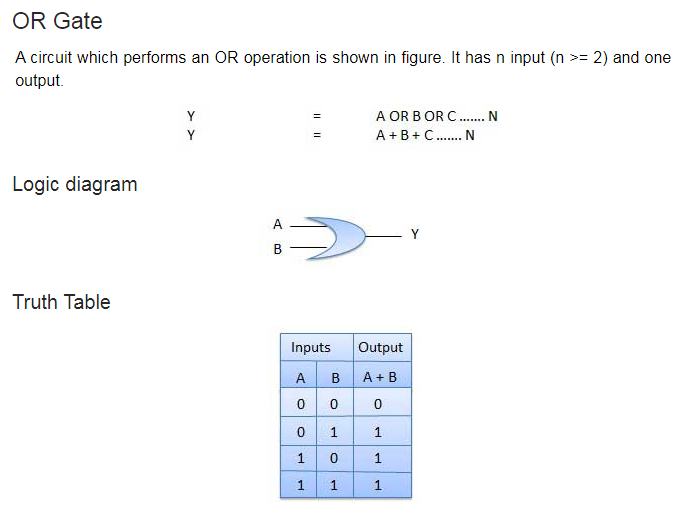 OR Gate
A circuit which performs an OR operation is shown in figure. It has n input (n >= 2) and one
output.
Y = A OR B OR C ....... N
Y = A + B + C ....... N
Logic diagram
A
Y
B
Truth Table
Inputs Output
A B A + B
0 0 0
0 1 1
1 0 1
1 1 1